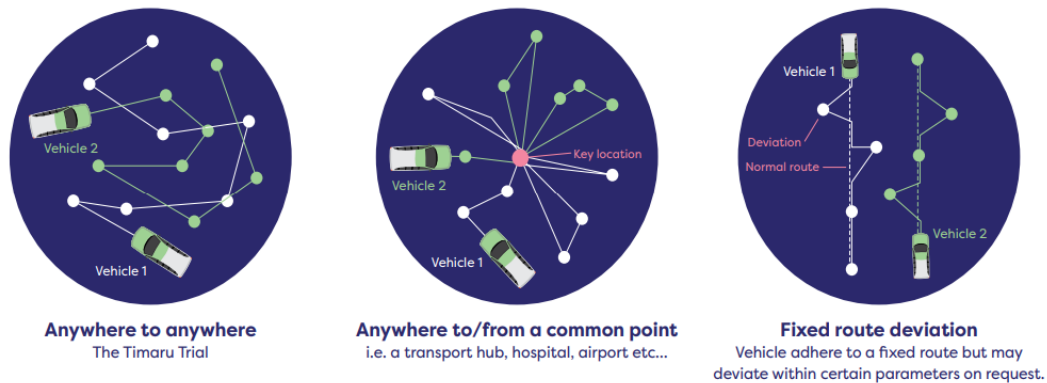 Vehicle 2
Vehicle 1
Anywhere to anywhere
The Timaru Trial
Key location
Vehicle 2
Vehicle 1
Anywhere to/from a common point
i.e. a transport hub, hospital, airport etc...
Vehicle 1
Deviation
Normal route
Vehicle 2
Fixed route deviation
Vehicle adhere to a fixed route but may
deviate within certain parameters on request.